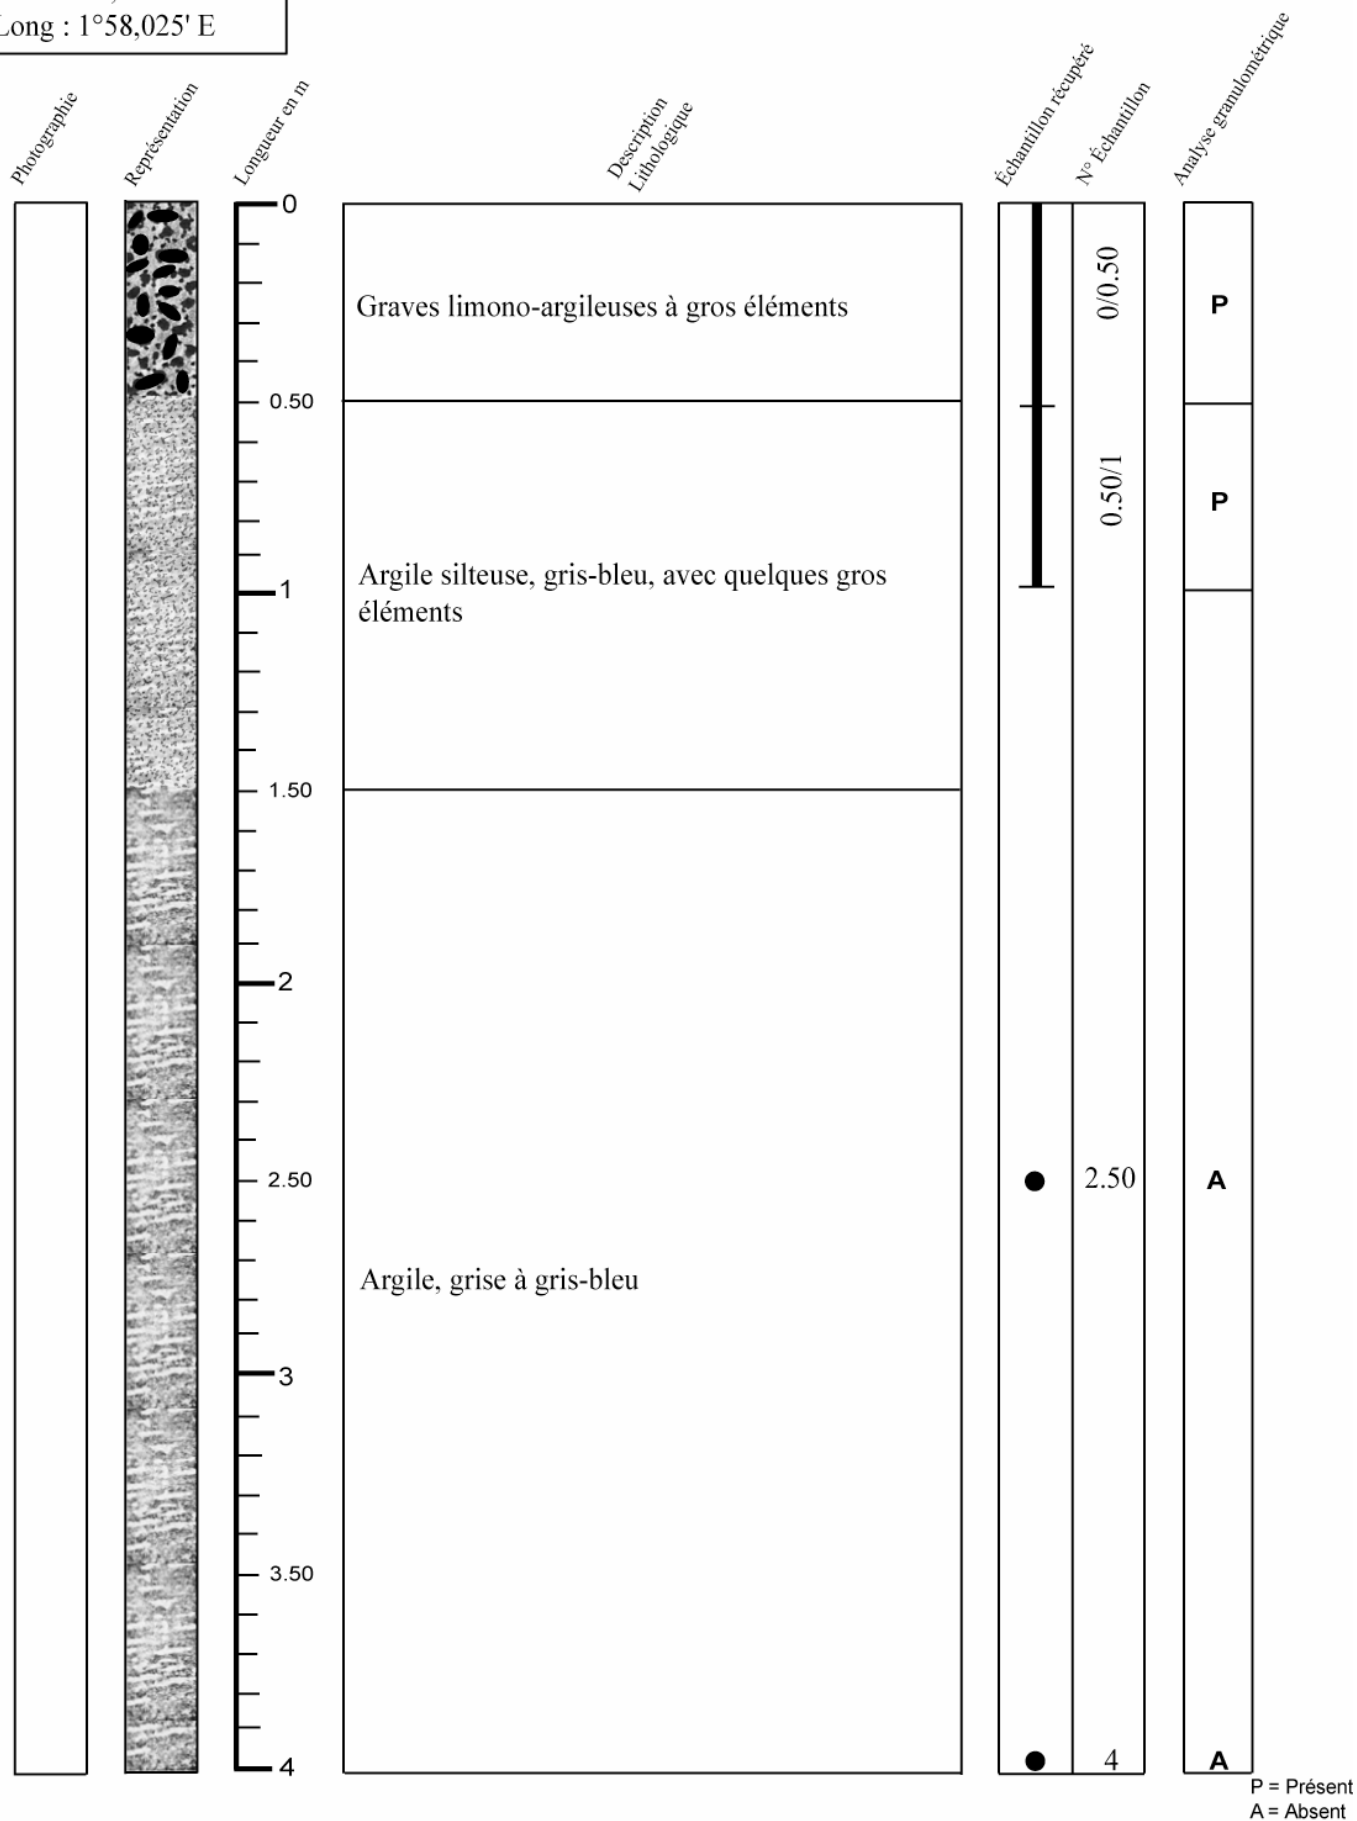 Long : 1°58,025' E
Photographie
Représentation
Longueur en m
Description
Lithologique
Échantillon récupéré
N° Échantillon
Analyse granulométrique
0
Graves limono-argileuses à gros éléments
0/0.50
P
0.50
0.50/1
P
Argile silteuse, gris-bleu, avec quelques gros
éléments
1
1.50
2
2.50
2.50
A
Argile, grise à gris-bleu
3
3.50
4
4
A
P = Présent
A = Absent